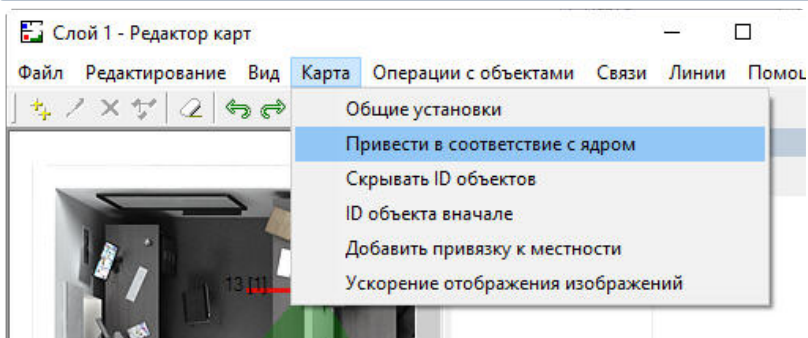 Слой 1 - Редактор карт
Файл Редактирование Вид Карта Операции с объектами Связи Линии Помощ
Общие установки
Привести в соответствие с ядром
Скрывать ID объектов
ID объекта вначале
Добавить привязку к местности
Ускорение отображения изображений
13 [1]